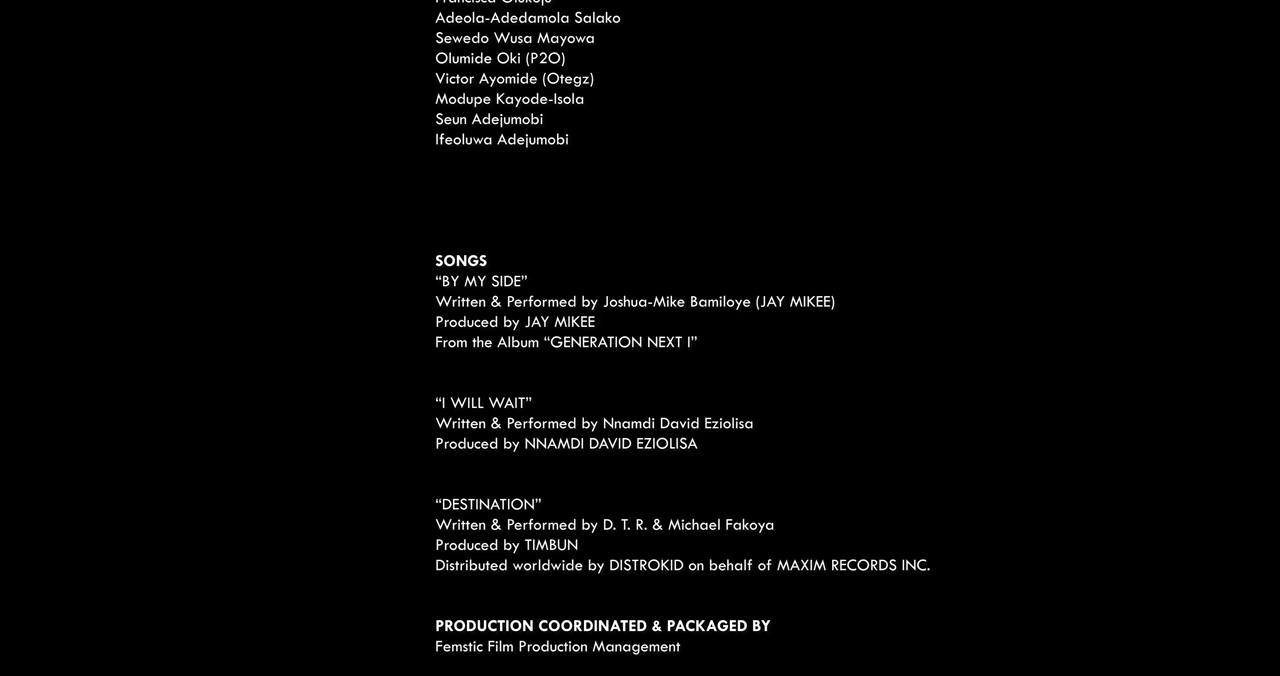 Adeola-Adedamola Salako
Sewedo Wusa Mayowa
Olumide Oki (P2O)
Victor Ayomide (Otegz)
Modupe Kayode-Isola
Seun Adejumobi
Ifeoluwa Adejumobi
SONGS
“BY MY SIDE”
Written & Performed by Joshua-Mike Bamiloye (JAY MIKEE)
Produced by JAY MIKEE
From the Album “GENERATION NEXT I”
“I WILL WAIT”
Written & Performed by Nnamdi David Eziolisa
Produced by NNAMDI DAVID EZIOLISA
“DESTINATION”
Written & Performed by D. T. R. & Michael Fakoya
Produced by TIMBUN
Distributed worldwide by DISTROKID on behalf of MAXIM RECORDS INC.
PRODUCTION COORDINATED & PACKAGED BY
Femstic Film Production Management